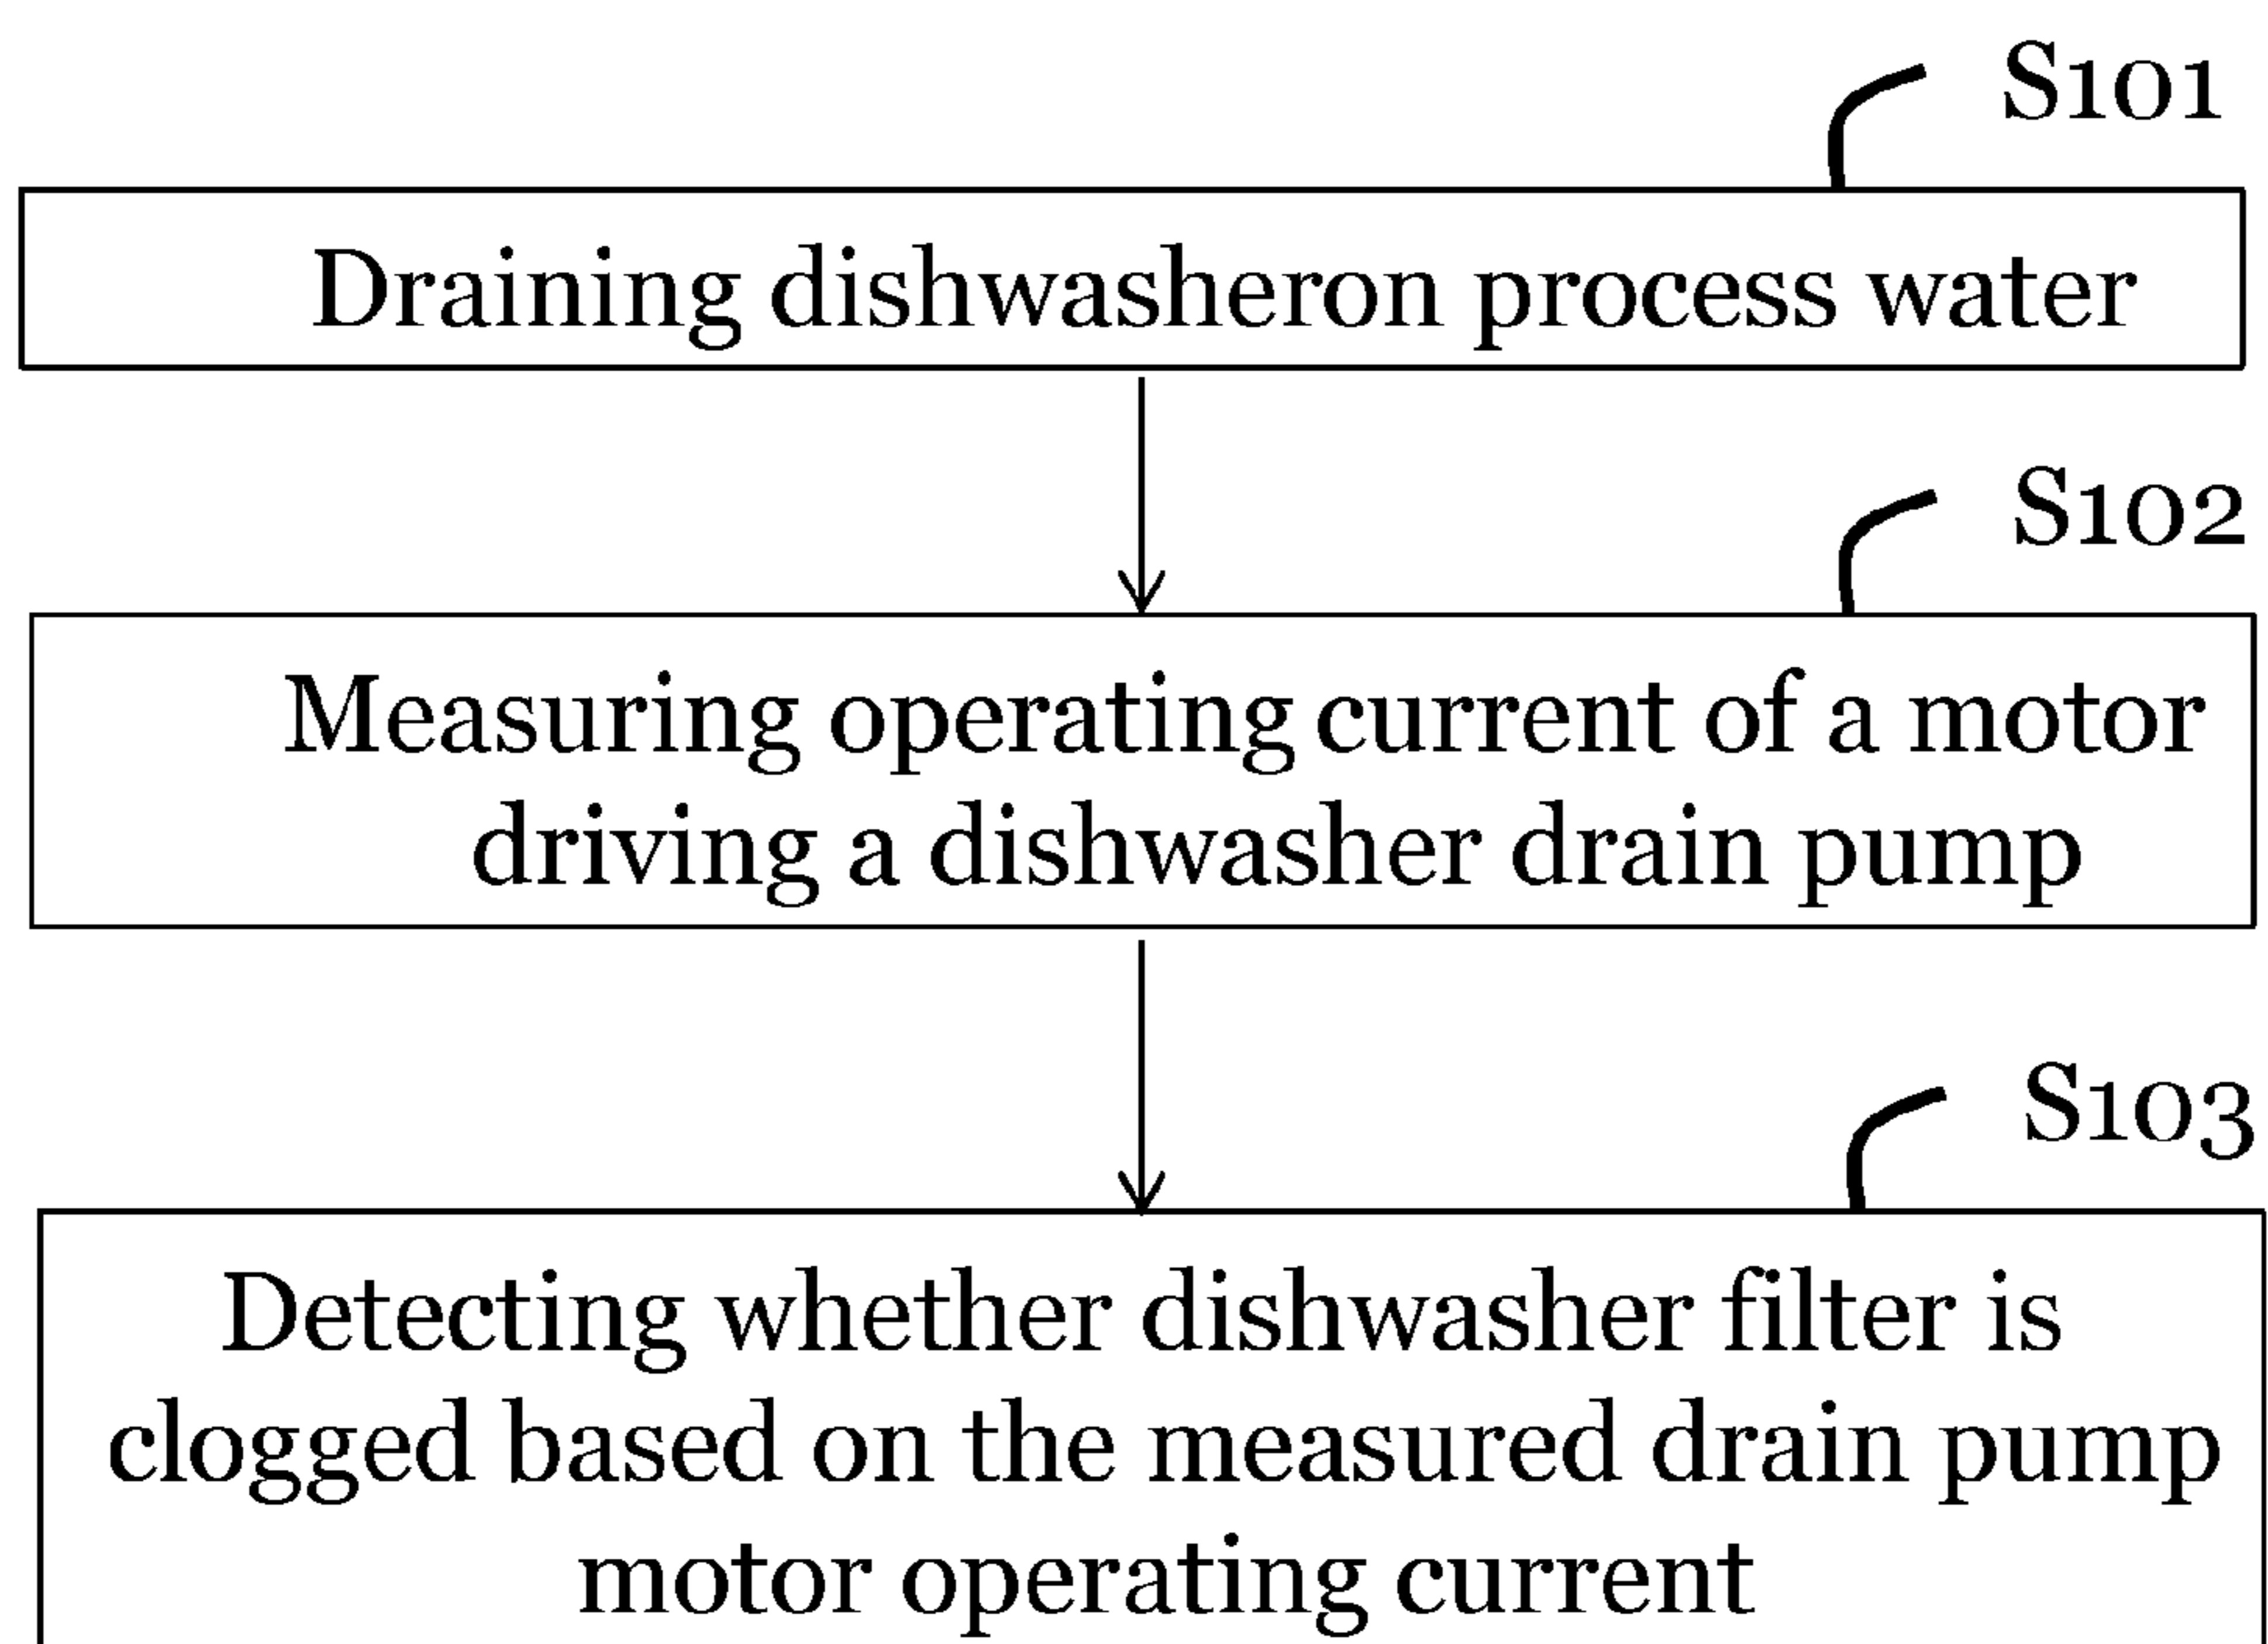 S101
Draining dishwasheron process water
S102
Measuring operating current of a motor
driving a dishwasher drain pump
S103
Detecting whether dishwasher filter is
clogged based on the measured drain pump
motor operating current